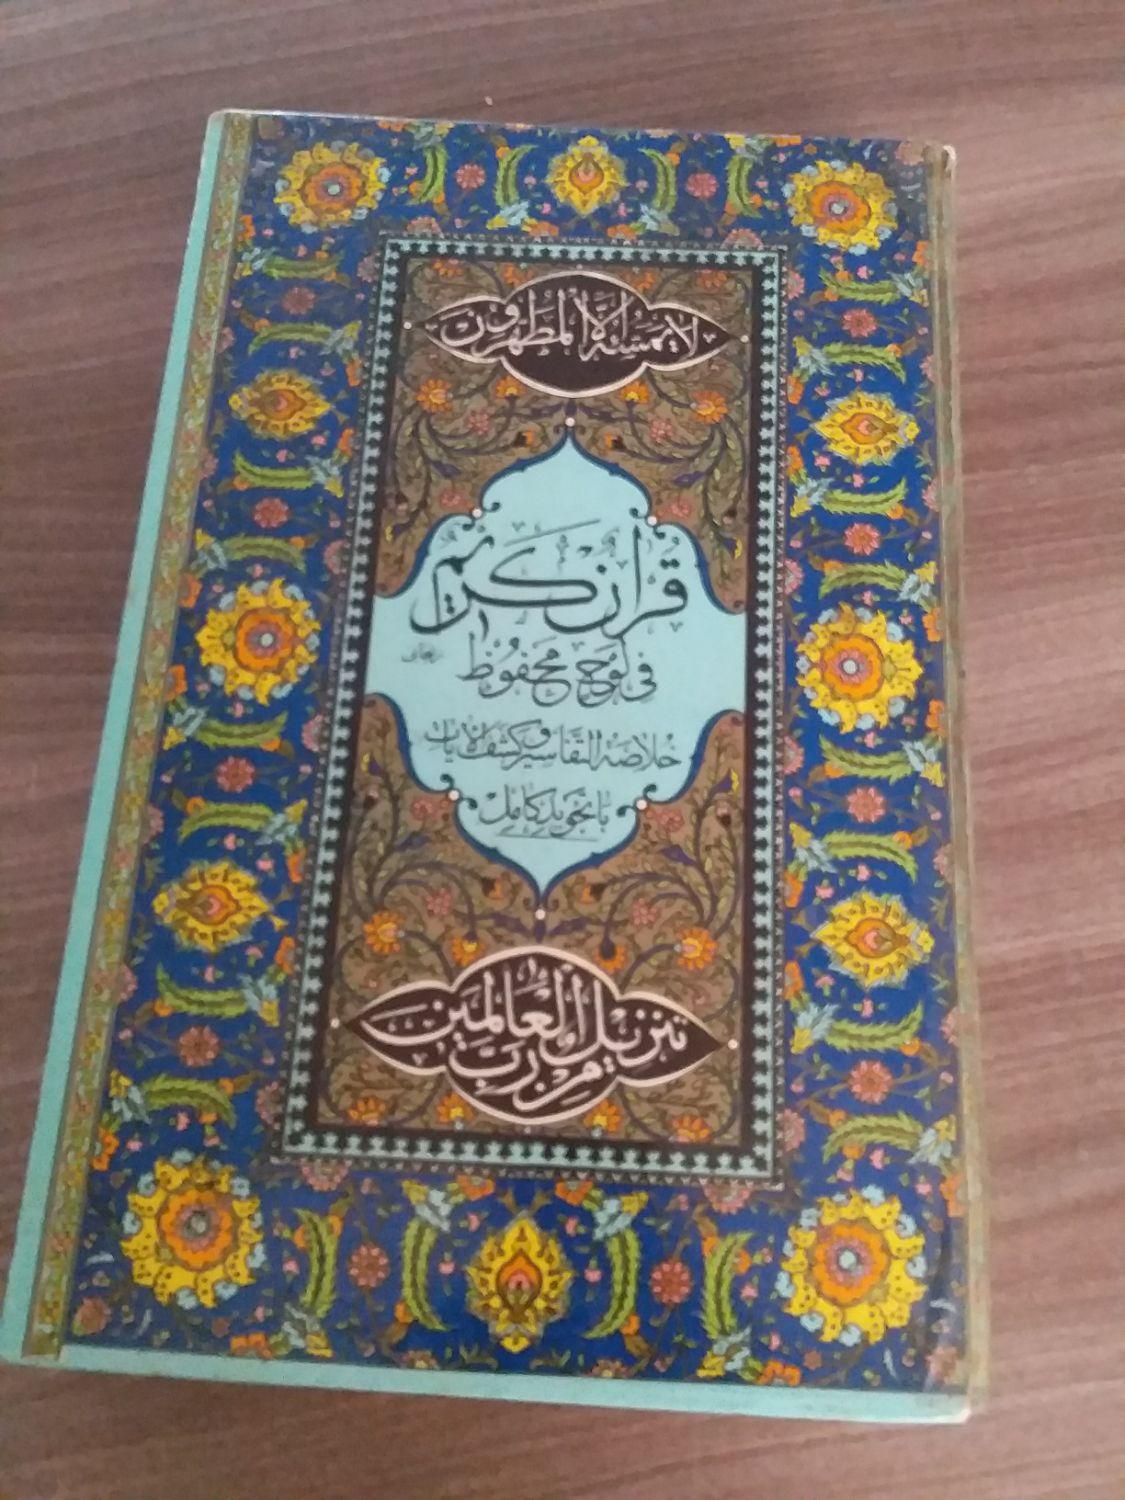 لا یمسه الا المطهرون
قرآن کریم
فی لوح محفوظ
خلاصة التفاسیر و کشف الآیات
با تجوید کامل
تنزیل من رب العالمین